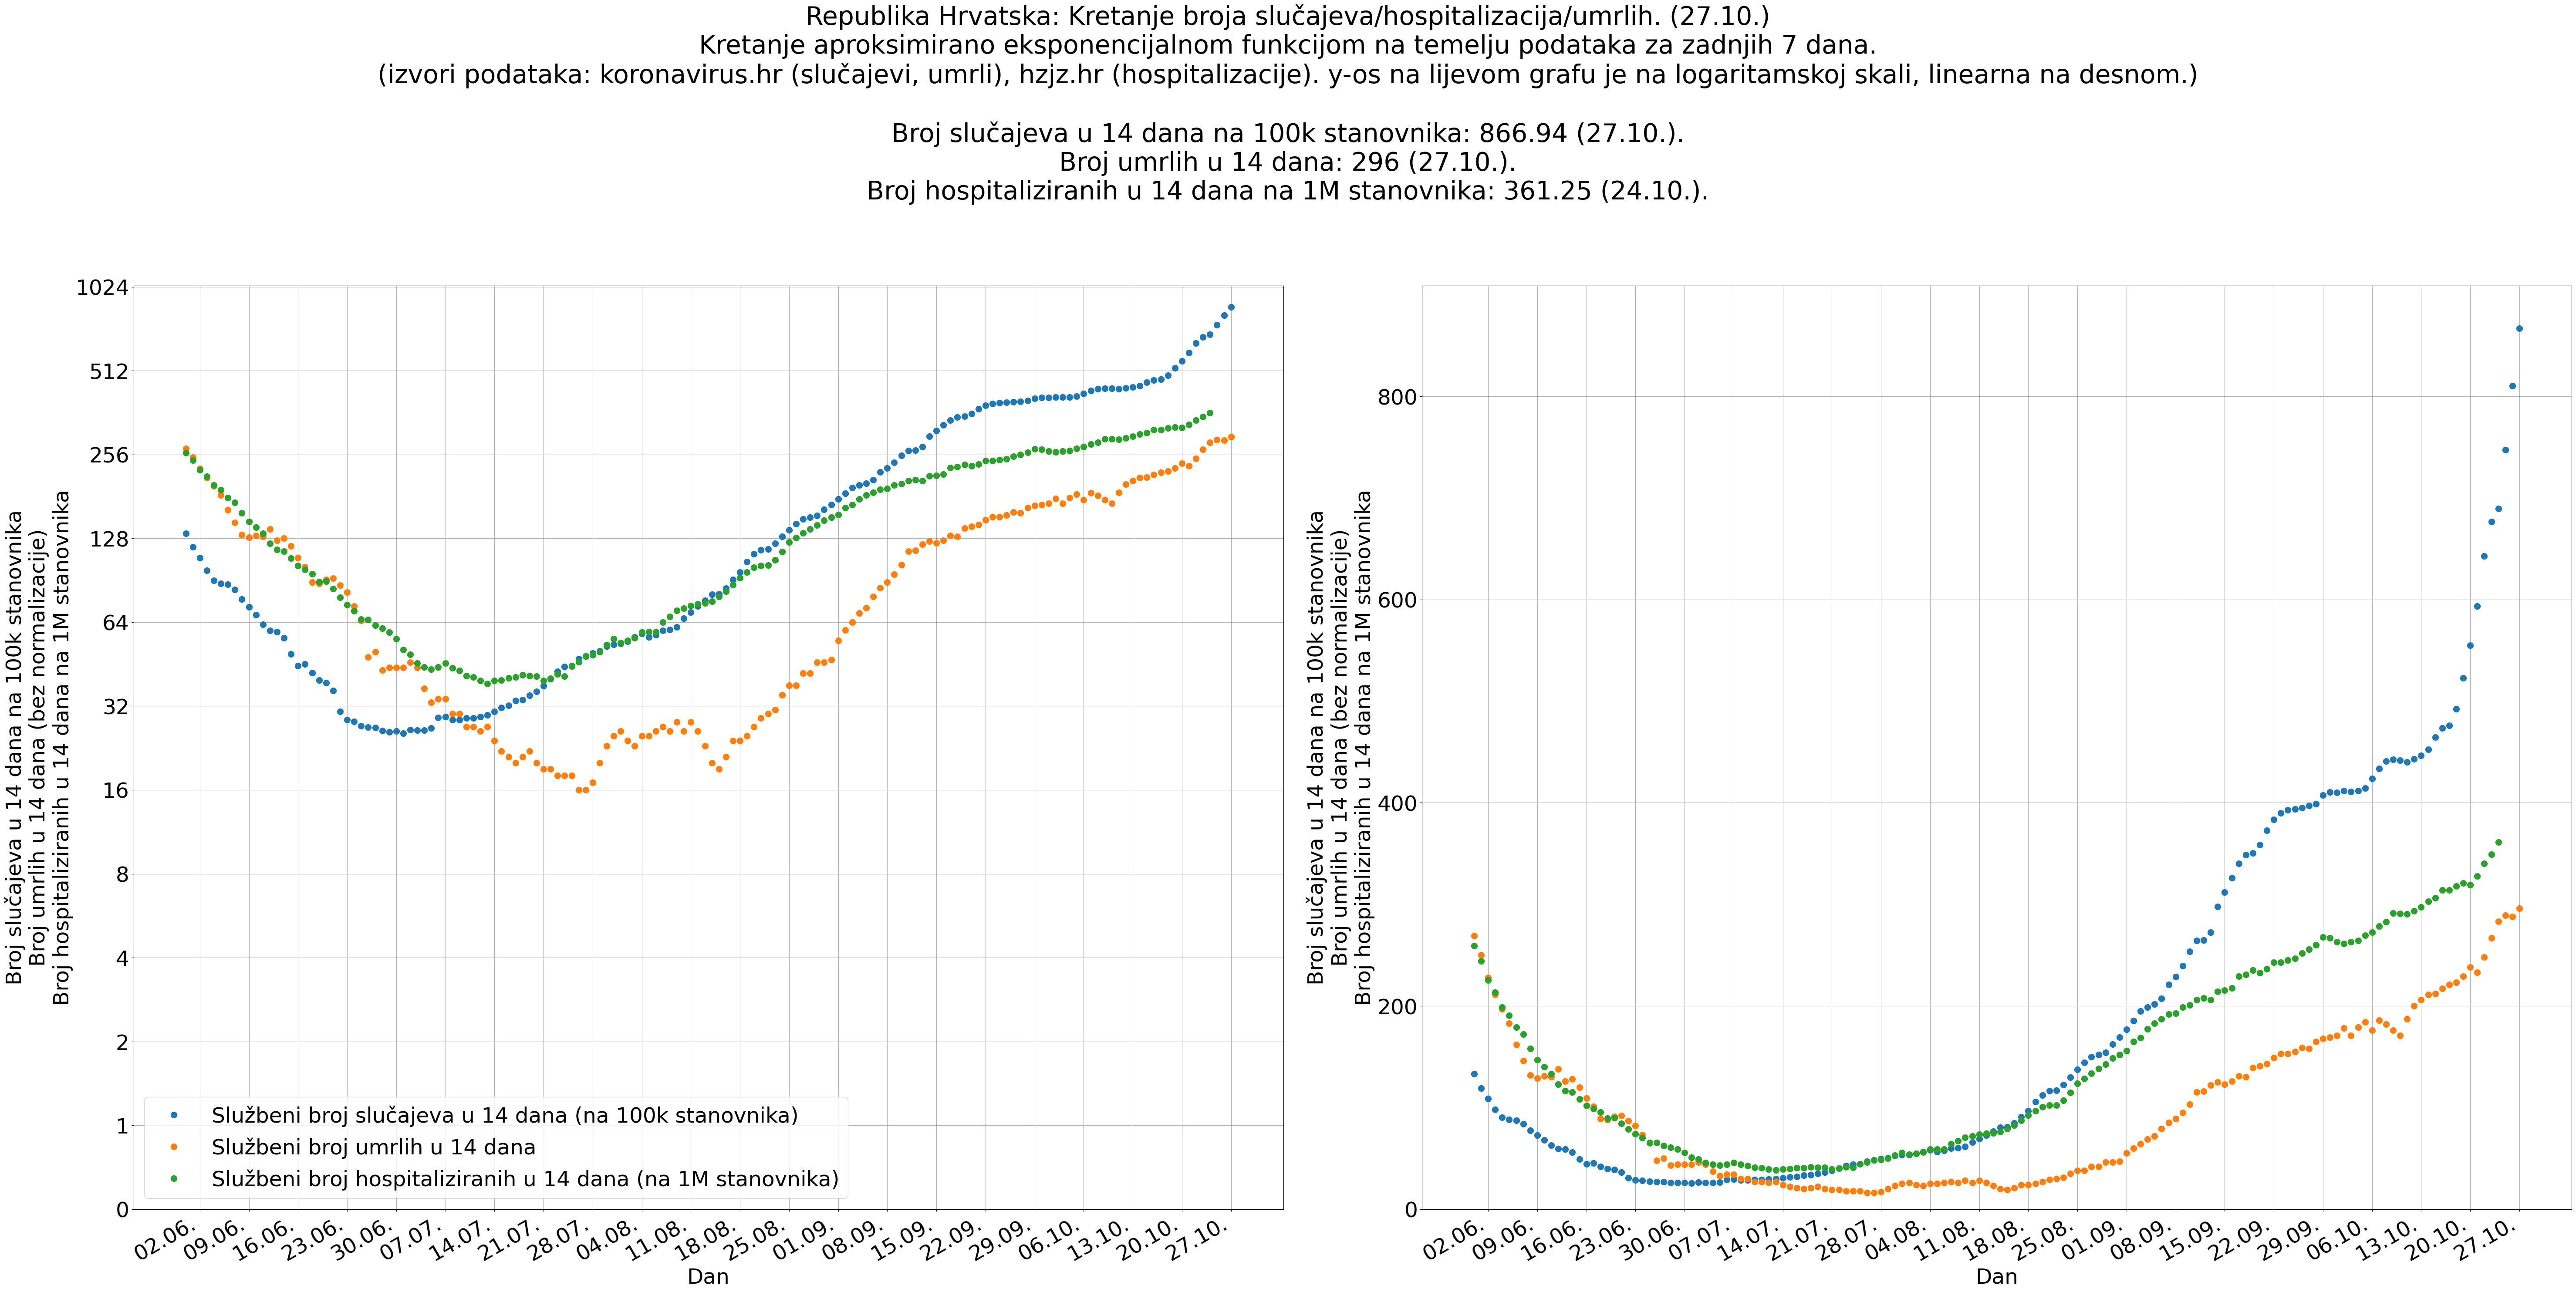 Republika Hrvatska: Kretanje broja slučajeva/hospitalizacija/umrlih. (27.10.)
Kretanje aproksimirano eksponencijalnom funkcijom na temelju podataka za zadnjih 7 dana.
(izvori podataka: koronavirus.hr (slučajevi, umrli), hzjz.hr (hospitalizacije). y-os na lijevom grafu je na logaritamskoj skali, linearna na desnom.)
Broj slučajeva u 14 dana na 100k stanovnika: 866.94 (27.10.).
Broj umrlih u 14 dana: 296 (27.10.).
Broj hospitaliziranih u 14 dana na 1M stanovnika: 361.25 (24.10.).
Broj slučajeva u 14 dana na 100k stanovnika
Broj umrlih u 14 dana (bez normalizacije)
Broj hospitaliziranih u 14 dana na 1M stanovnika
1024
512
256
128
64
32
16
8
4
2
1
0
Službeni broj slučajeva u 14 dana (na 100k stanovnika)
Službeni broj umrlih u 14 dana
Službeni broj hospitaliziranih u 14 dana (na 1M stanovnika)
02.06. 09.06. 16.06. 23.06. 30.06. 07.07. 14.07. 21.07. 28.07. 04.08. 11.08. 18.08. 25.08. 01.09. 08.09. 15.09. 22.09. 29.09. 06.10. 13.10. 20.10. 27.10.
Dan
Broj slučajeva u 14 dana na 100k stanovnika
Broj umrlih u 14 dana (bez normalizacije)
Broj hospitaliziranih u 14 dana na 1M stanovnika
800
600
400
200
0
02.06. 09.06. 16.06. 23.06. 30.06. 07.07. 14.07. 21.07. 28.07. 04.08. 11.08. 18.08. 25.08. 01.09. 08.09. 15.09. 22.09. 29.09. 06.10. 13.10. 20.10. 27.10.
Dan